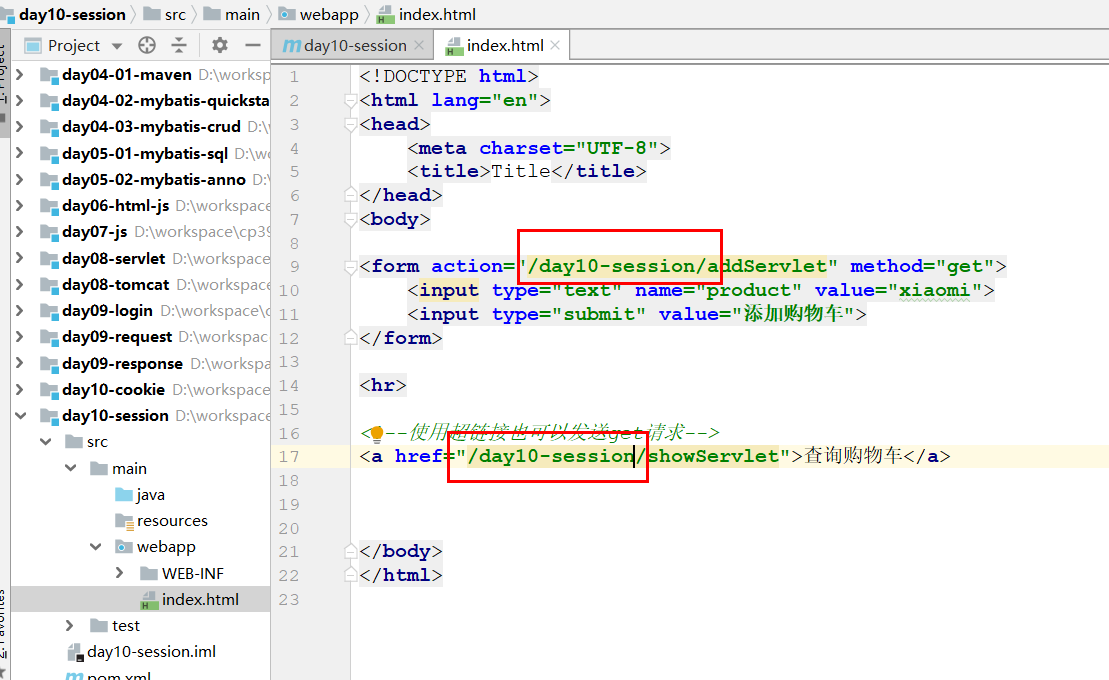 day10-session src main webapp index.html
1: Project
Project day10-session index.html
day04-01-maven D:\worksp
day04-02-mybatis-quicksta
day04-03-mybatis-crud D:\
day05-01-mybatis-sql D:\wo
day05-02-mybatis-anno D:\
day06-html-js D:\workspace
day07-js D:\workspace\cp39
day08-servlet D:\workspace
day08-tomcat D:\workspace
day09-login D:\workspace\c
day09-request D:\workspace
day09-response D:\workspa
day10-cookie D:\workspace
day10-session D:\workspace
src
main
java
resources
webapp
WEB-INF
index.html
test
day10-session.iml
pom.xml
2: Favorites
1 <!DOCTYPE html>
2 <html lang="en">
3 <head>
4 <meta charset="UTF-8">
5 <title>Title</title>
6 </head>
7 <body>
8
9 <form action="/day10-session/addServlet" method="get">
10 <input type="text" name="product" value="xiaomi">
11 <input type="submit" value="添加购物车">
12 </form>
13
14 <hr>
15
16 <--使用超链接也可以发送get请求-->
17 <a href="/day10-session/showServlet">查询购物车</a>
18
19
20
21 </body>
22 </html>
23